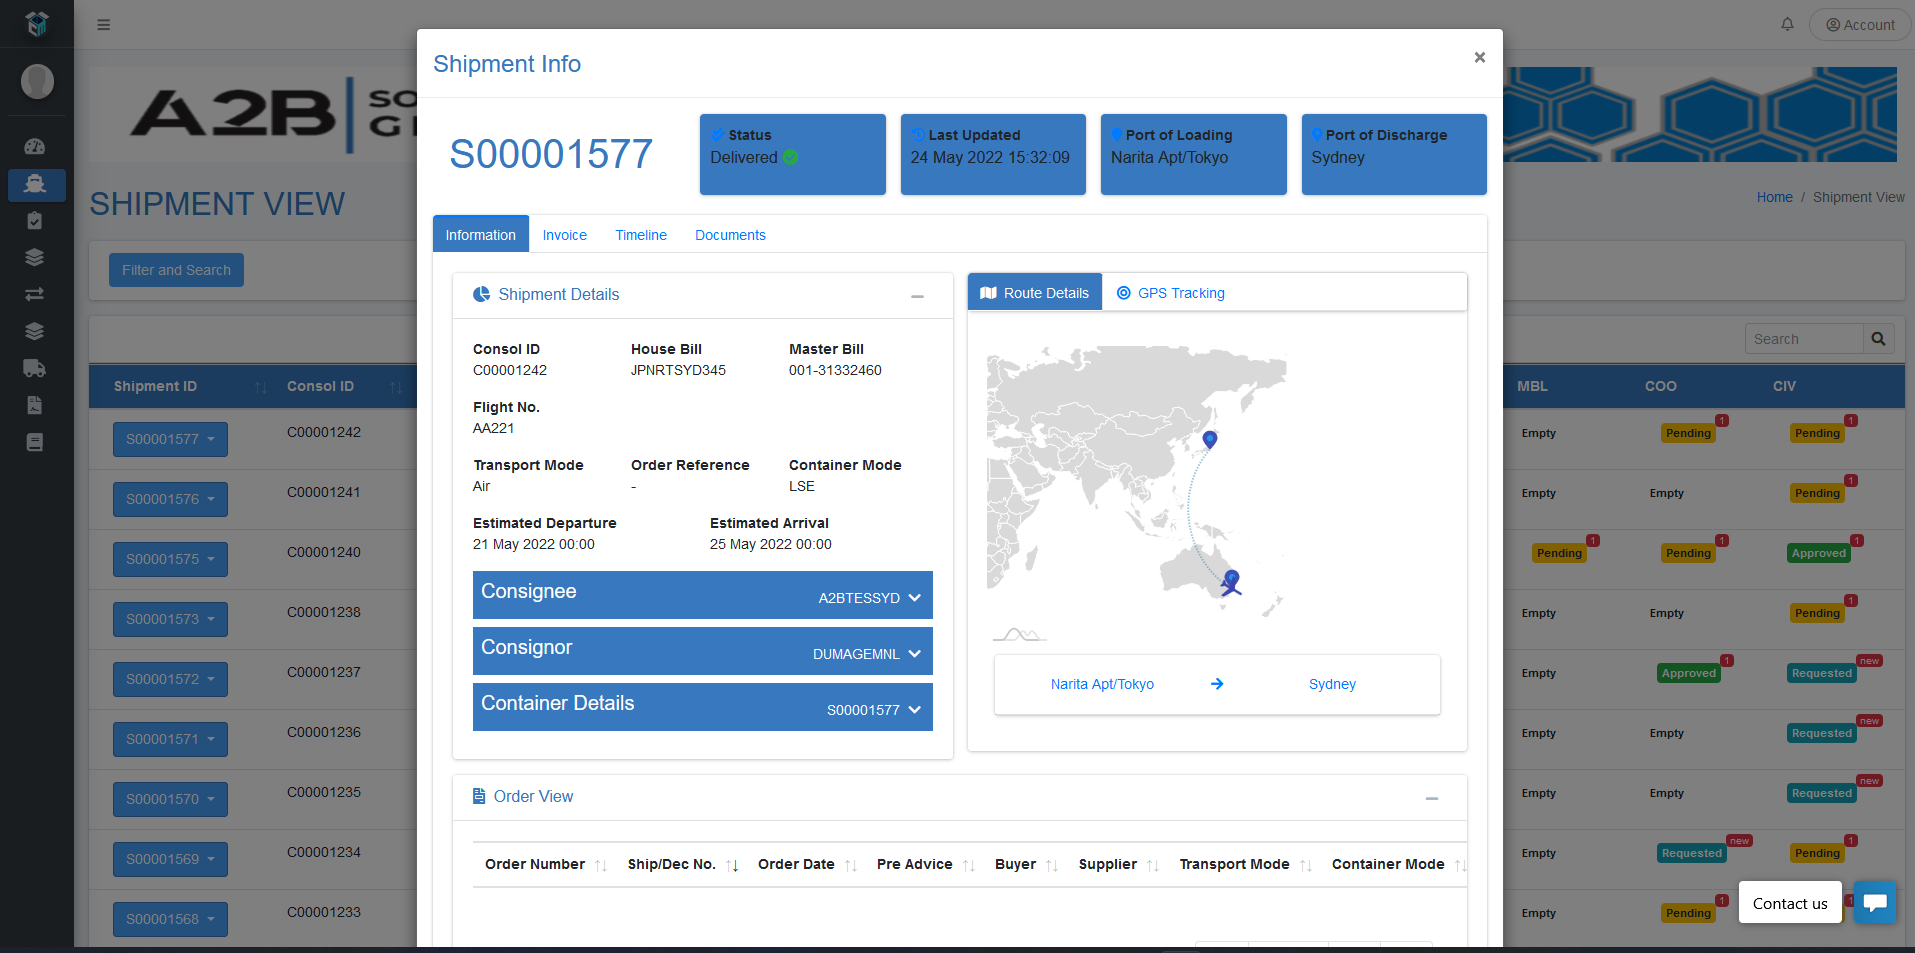 Account
Shipment Info
×
A2B
SO
G
S00001577
Status
Delivered
Last Updated
24 May 2022 15:32:09
Port of Loading
Narita Apt/Tokyo
Port of Discharge
Sydney
SHIPMENT VIEW
Home / Shipment View
Information Invoice Timeline Documents
Filter and Search
Shipment Details
Route Details GPS Tracking
Search
Consol ID House Bill Master Bill
C00001242 JPNRTSYD345 001-31332460
Flight No.
AA221
Transport Mode Order Reference Container Mode
Air - LSE
Estimated Departure Estimated Arrival
21 May 2022 00:00 25 May 2022 00:00
Consignee A2BTESSYD
Consignor DUMAGEMNL
Container Details S00001577
Narita Apt/Tokyo Sydney
Order View
Order Number Ship/Dec No. Order Date Pre Advice Buyer Supplier Transport Mode Container Mode
Shipment ID Consol ID MBL COO CIV
S00001577 C00001242 Empty Pending 1 Pending 1
S00001576 C00001241 Empty Empty Pending 1
S00001575 C00001240 Pending 1 Pending 1 Approved 1
S00001573 C00001238 Empty Empty Pending 1
S00001572 C00001237 Empty Approved 1 Requested new
S00001571 C00001236 Empty Empty Requested new
S00001570 C00001235 Empty Empty Requested new
S00001569 C00001234 Empty Requested new Pending 1
S00001568 C00001233 Empty Pending 1 1
Contact us